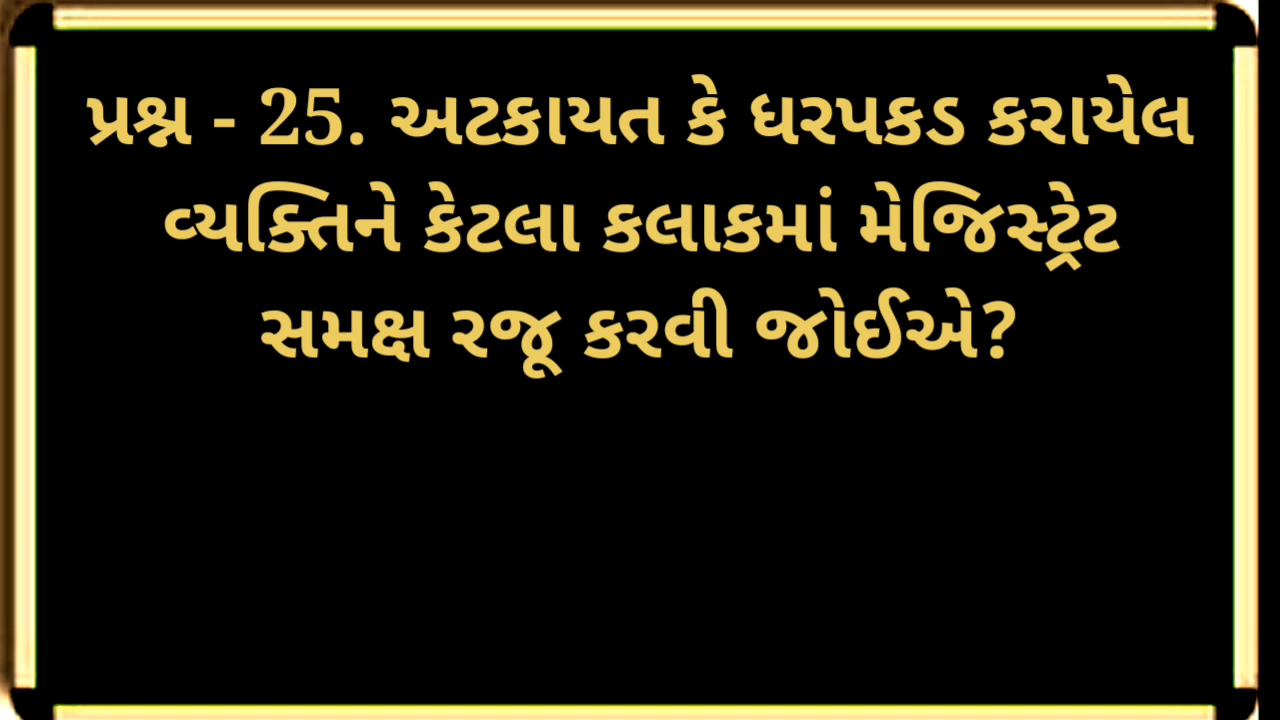 પ્રશ્ન - 25. અટકાયત કે ધરપકડ કરાયેલ
વ્યક્તિને કેટલા કલાકમાં મેજિસ્ટ્રેટ
સમક્ષ રજૂ કરવી જોઈએ?